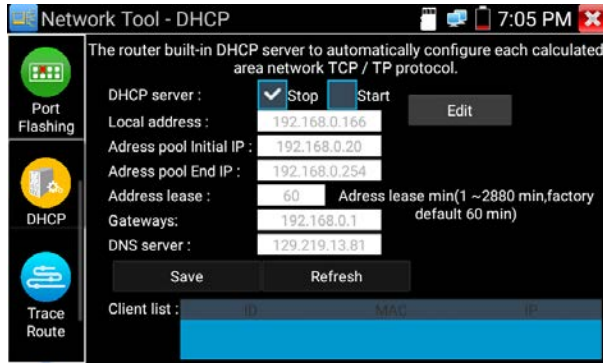 Network Tool - DHCP
7:05 PM
The router built-in DHCP server to automatically configure each calculated
area network TCP / TP protocol.
Port
Flashing
DHCP
Trace
Route
DHCP server :
Stop
Start
Edit
Local address :
192.168.0.166
Adress pool Initial IP :
192.168.0.20
Adress pool End IP :
192.168.0.254
Address lease :
60
Adress lease min(1 ~2880 min,factory
default 60 min)
Gateways:
192.168.0.1
DNS server :
129.219.13.81
Save
Refresh
Client list :
ID
MAC
IP